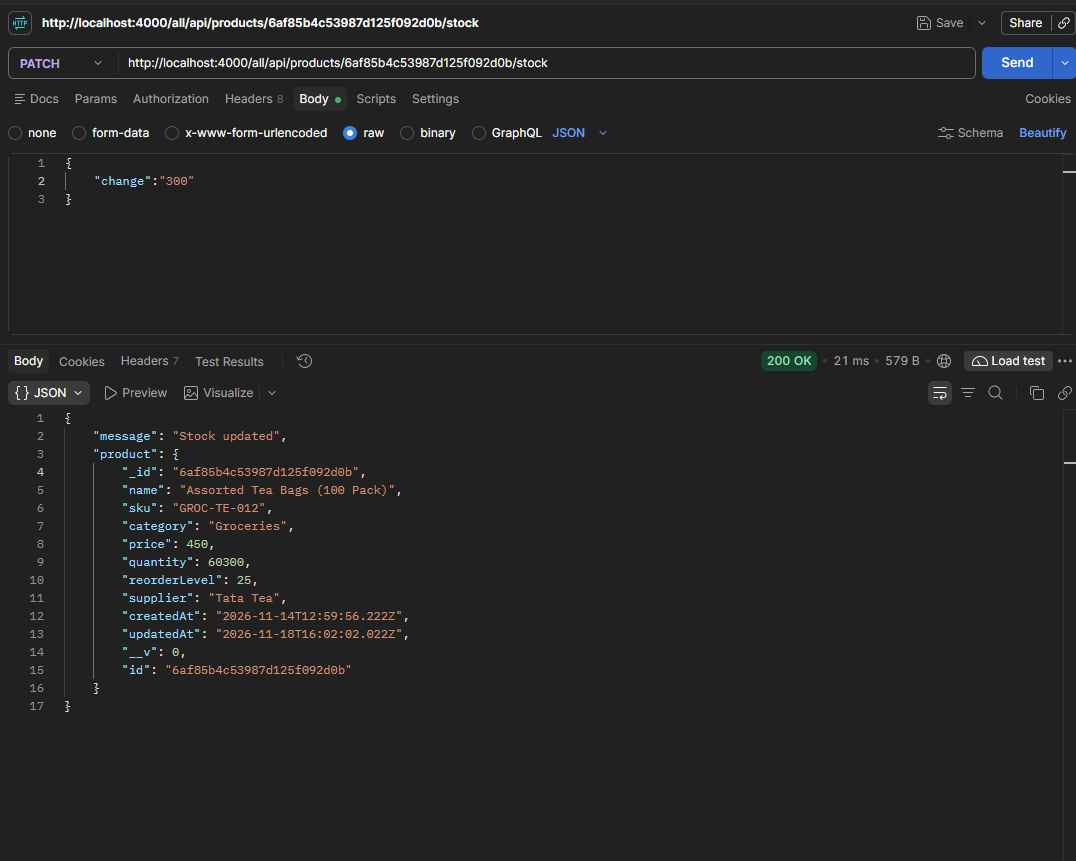 HTTP http://localhost:4000/all/api/products/6af85b4c53987d125f092d0b/stock Save Share
PATCH http://localhost:4000/all/api/products/6af85b4c53987d125f092d0b/stock Send
Docs Params Authorization Headers 8 Body Scripts Settings Cookies
none form-data x-www-form-urlencoded raw binary GraphQL JSON Schema Beautify
1 {
2 "change":"300"
3 }
Body Cookies Headers 7 Test Results 200 OK • 21 ms • 579 B • Load test
{} JSON Preview Visualize
1 {
2 "message": "Stock updated",
3 "product": {
4 "_id": "6af85b4c53987d125f092d0b",
5 "name": "Assorted Tea Bags (100 Pack)",
6 "sku": "GROC-TE-012",
7 "category": "Groceries",
8 "price": 450,
9 "quantity": 60300,
10 "reorderLevel": 25,
11 "supplier": "Tata Tea",
12 "createdAt": "2026-11-14T12:59:56.222Z",
13 "updatedAt": "2026-11-18T16:02:02.022Z",
14 "__v": 0,
15 "id": "6af85b4c53987d125f092d0b"
16 }
17 }